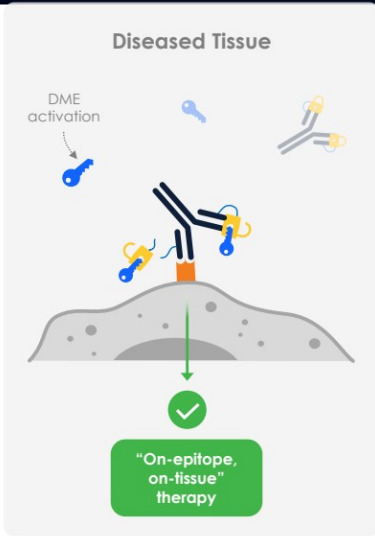 Diseased Tissue
DME
activation
“On-epitope,
on-tissue”
therapy